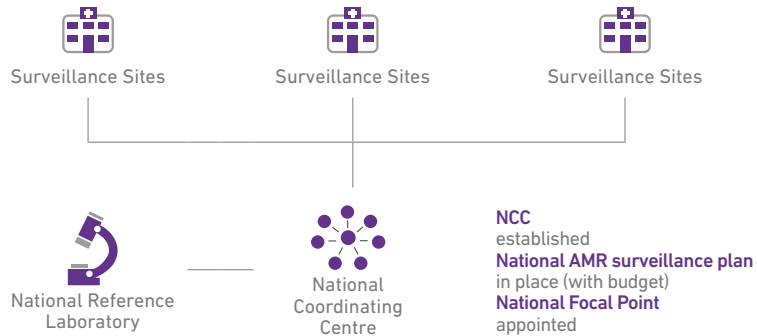 Surveillance Sites
Surveillance Sites
Surveillance Sites
National Reference
Laboratory
National
Coordinating
Centre
NCC
established
National AMR surveillance plan
in place (with budget)
National Focal Point
appointed